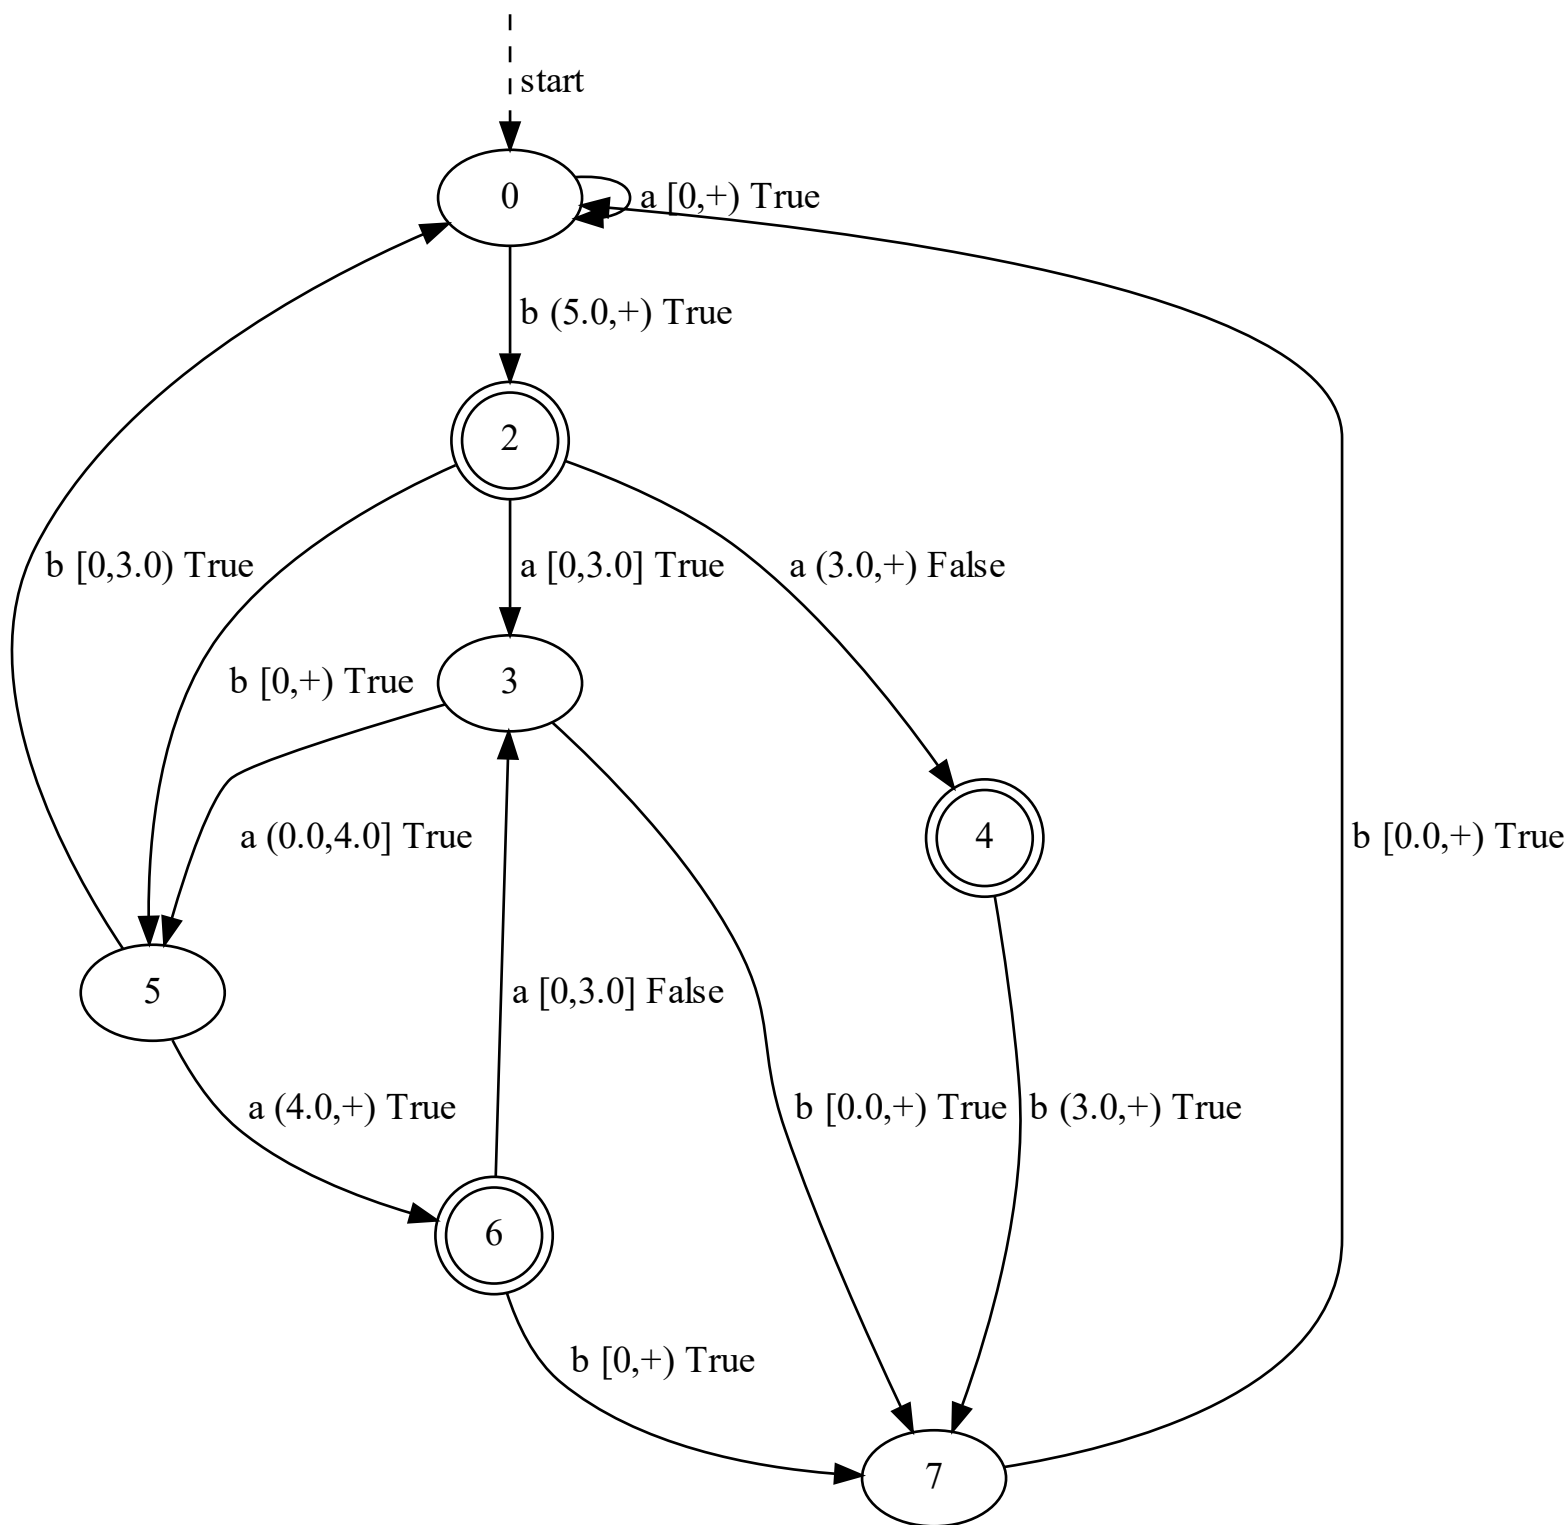 start
0
a [0,+) True
b (5.0,+) True
2
b [0,3.0) True
a [0,3.0] True
a (3.0,+) False
b [0,+) True
3
a (0.0,4.0] True
4
b [0.0,+) True
5
a [0,3.0] False
a (4.0,+) True
b [0.0,+) True
b (3.0,+) True
6
b [0,+) True
7